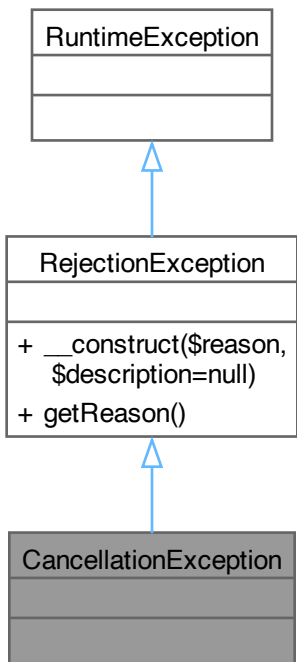 RuntimeException
RejectionException
+ __construct($reason,
$description=null)
+ getReason()
CancellationException